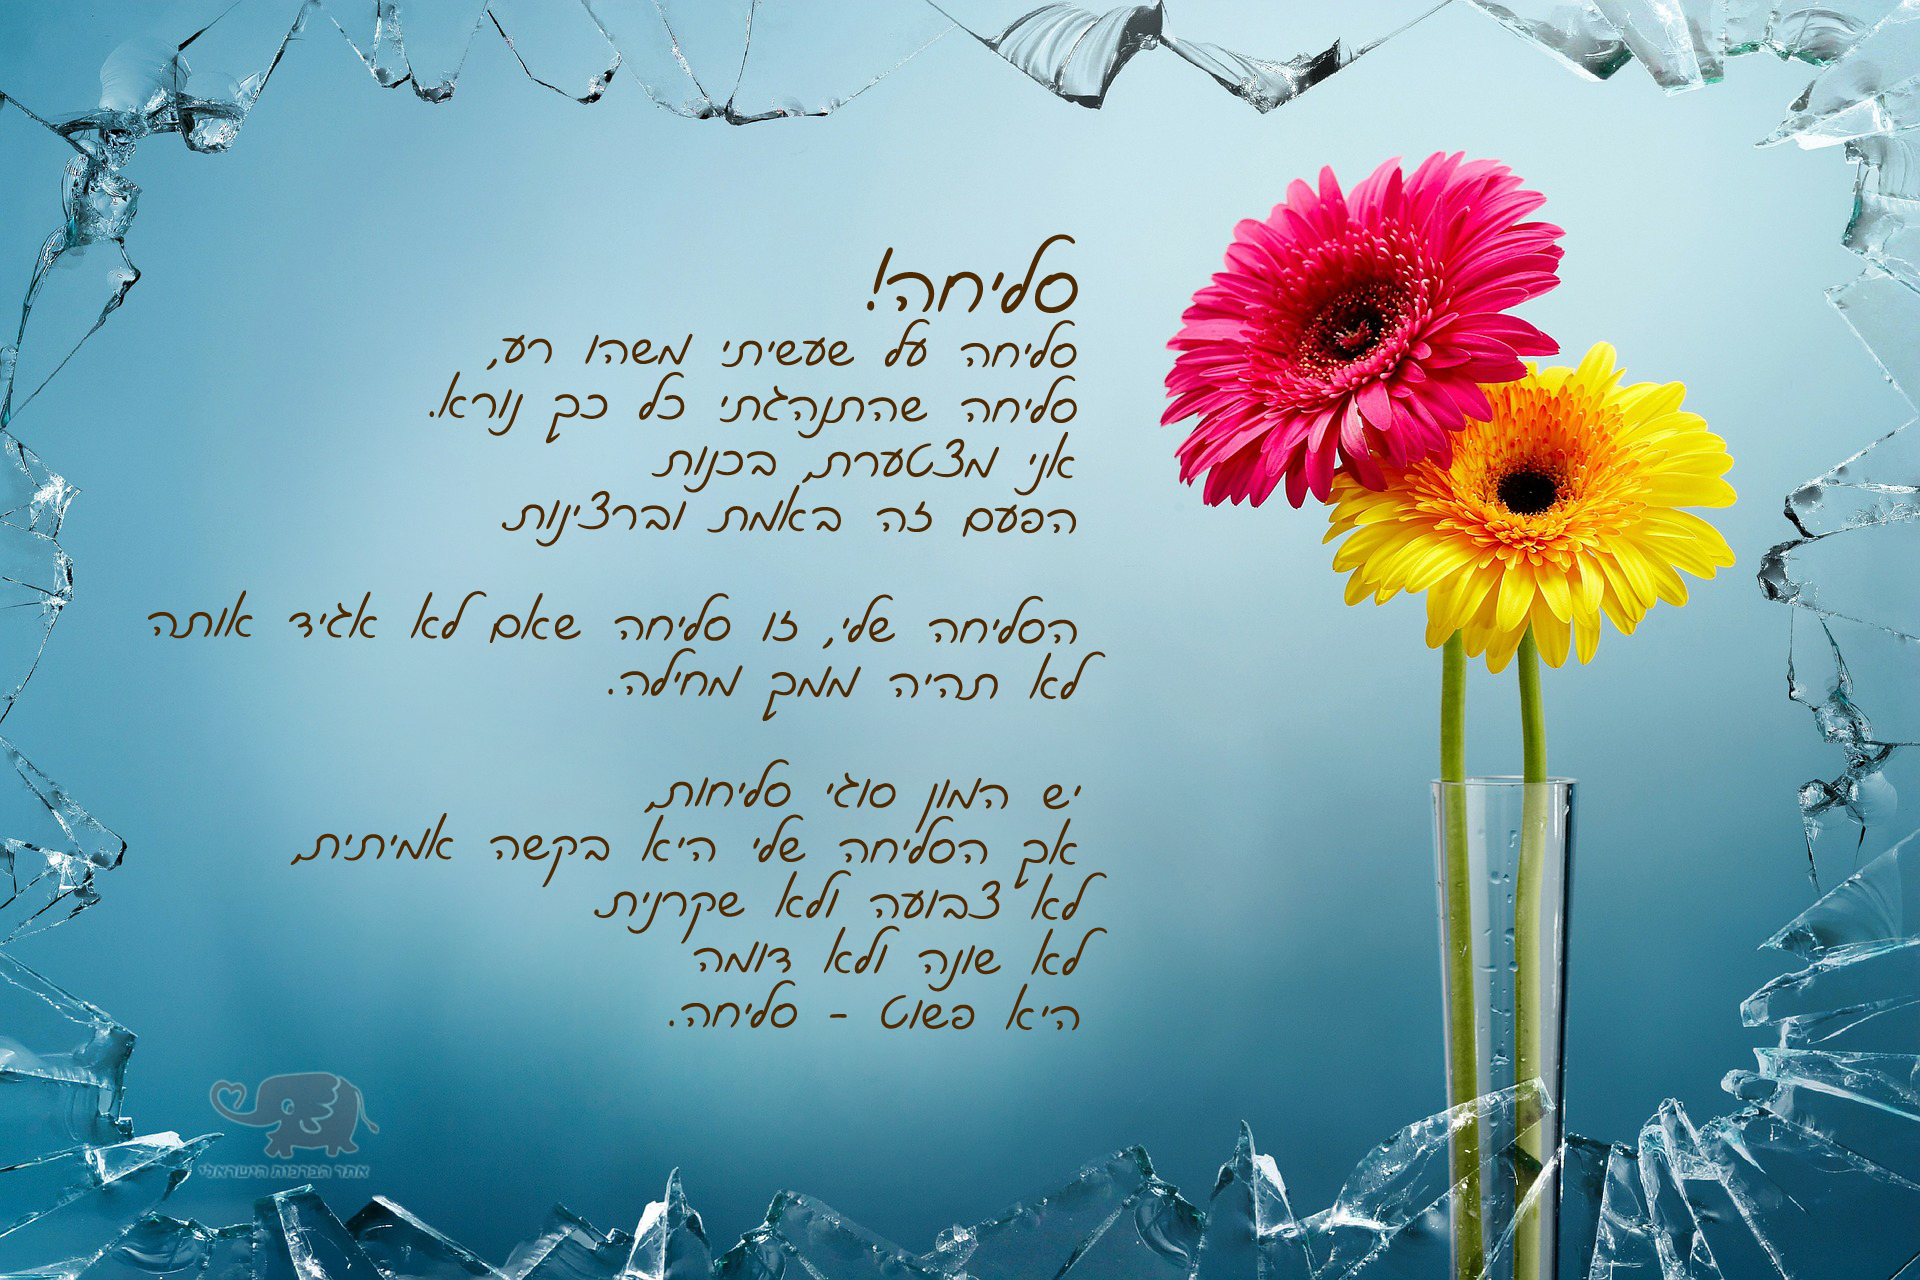 סליחה!
סליחה על שעשיתי משהו רע,
סליחה שהתנהגתי כל כך נורא.
אני מצטערת, בכנות
הפעם זה באמת וברצינות
הסליחה שלי, זו סליחה שאם לא אגיד אותה
לא תהיה ממך מחילה.
יש המון סוגי סליחות,
אך הסליחה שלי היא בקשה אמיתית,
לא צבועה ולא שקרנית
לא שונה ולא דומה
היא פשוט - סליחה.
אתר הברכות הישראלי